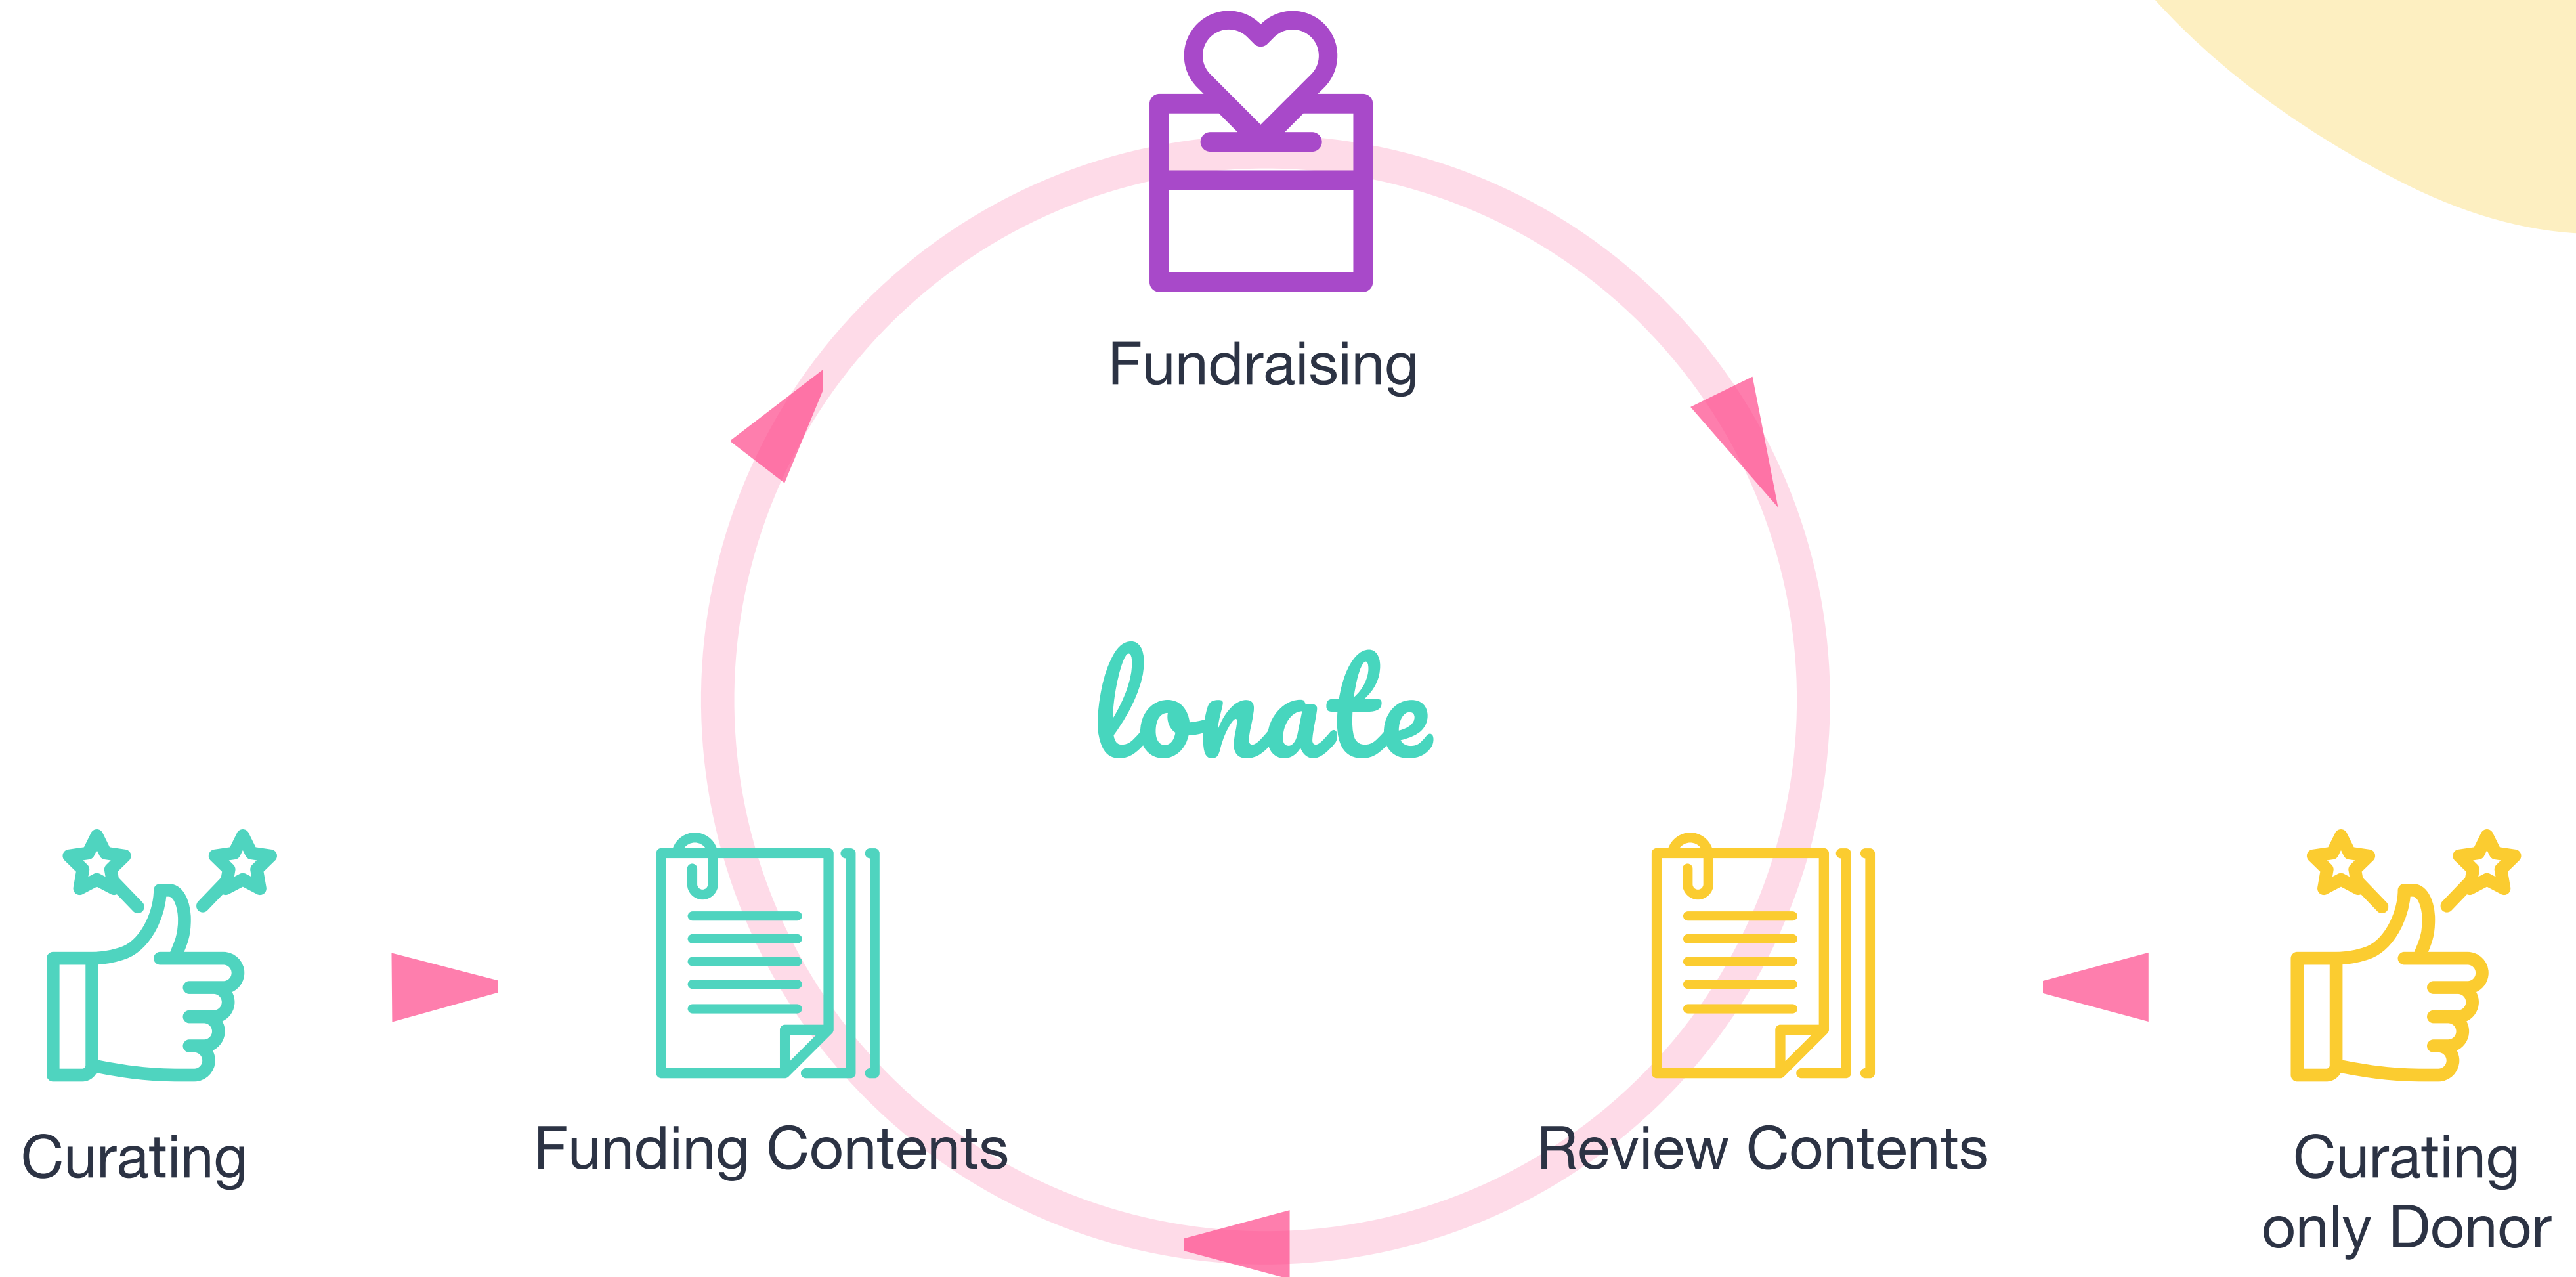 Fundraising
lonate
Curating
Funding Contents
Review Contents
Curating
only Donor